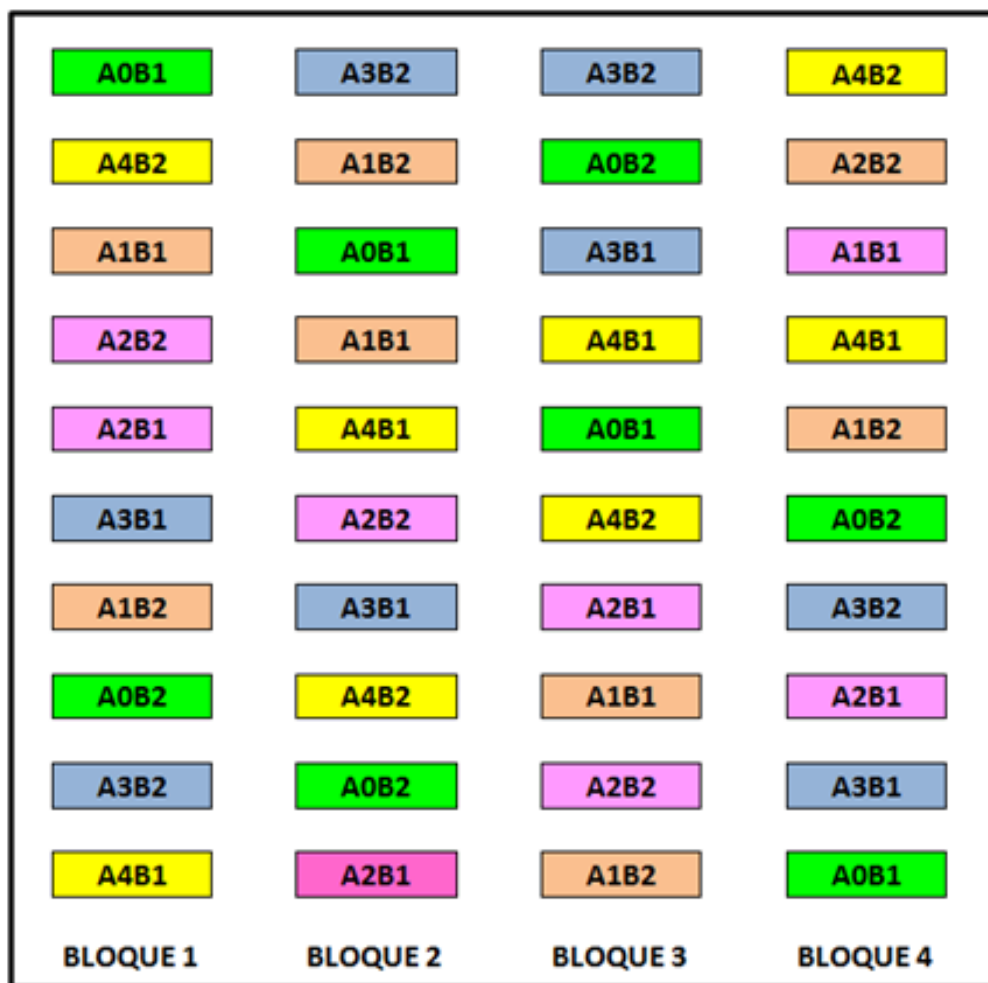 A0B1 A3B2 A3B2 A4B2
A4B2 A1B2 A0B2 A2B2
A1B1 A0B1 A3B1 A1B1
A2B2 A1B1 A4B1 A4B1
A2B1 A4B1 A0B1 A1B2
A3B1 A2B2 A4B2 A0B2
A1B2 A3B1 A2B1 A3B2
A0B2 A4B2 A1B1 A2B1
A3B2 A0B2 A2B2 A3B1
A4B1 A2B1 A1B2 A0B1
BLOQUE 1 BLOQUE 2 BLOQUE 3 BLOQUE 4